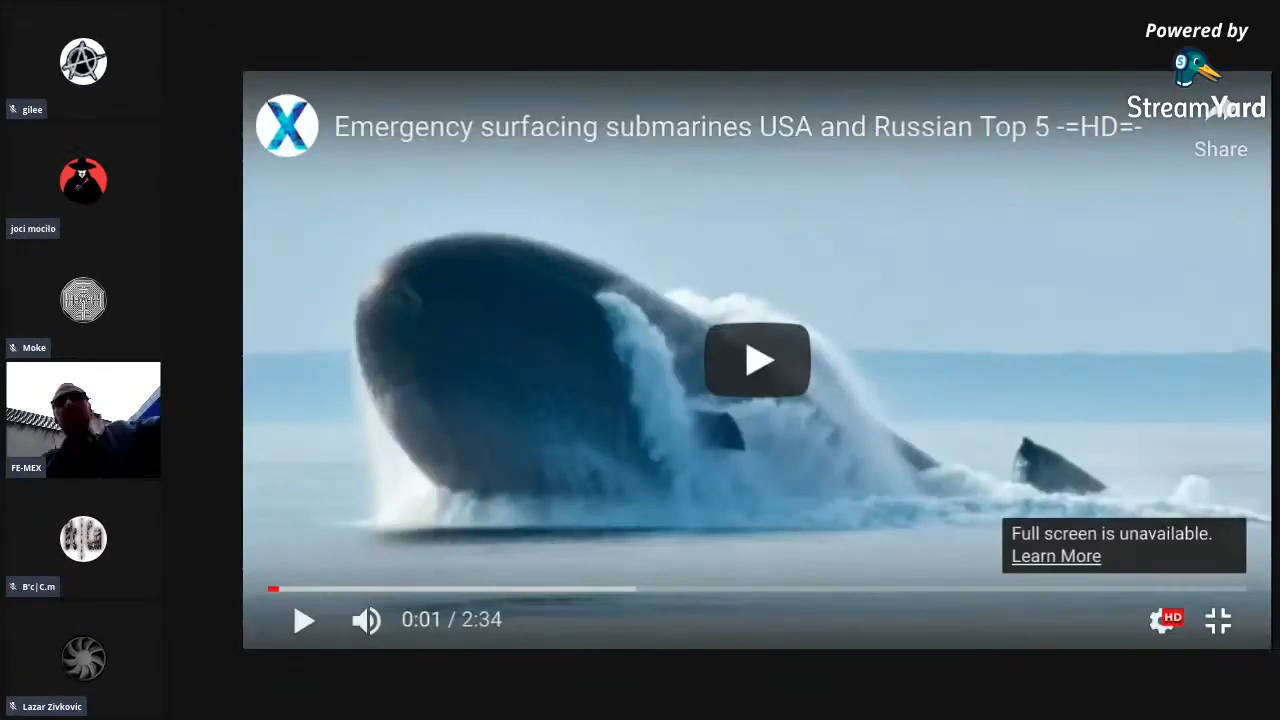 Powered by
StreamYard
gilee
joci mocilo
Moke
FE-MEX
B'c|C.m
Lazar Zivkovic
X
Emergency surfacing submarines USA and Russian Top 5 -=HD=-
Share
Full screen is unavailable.
Learn More
0:01 / 2:34
HD